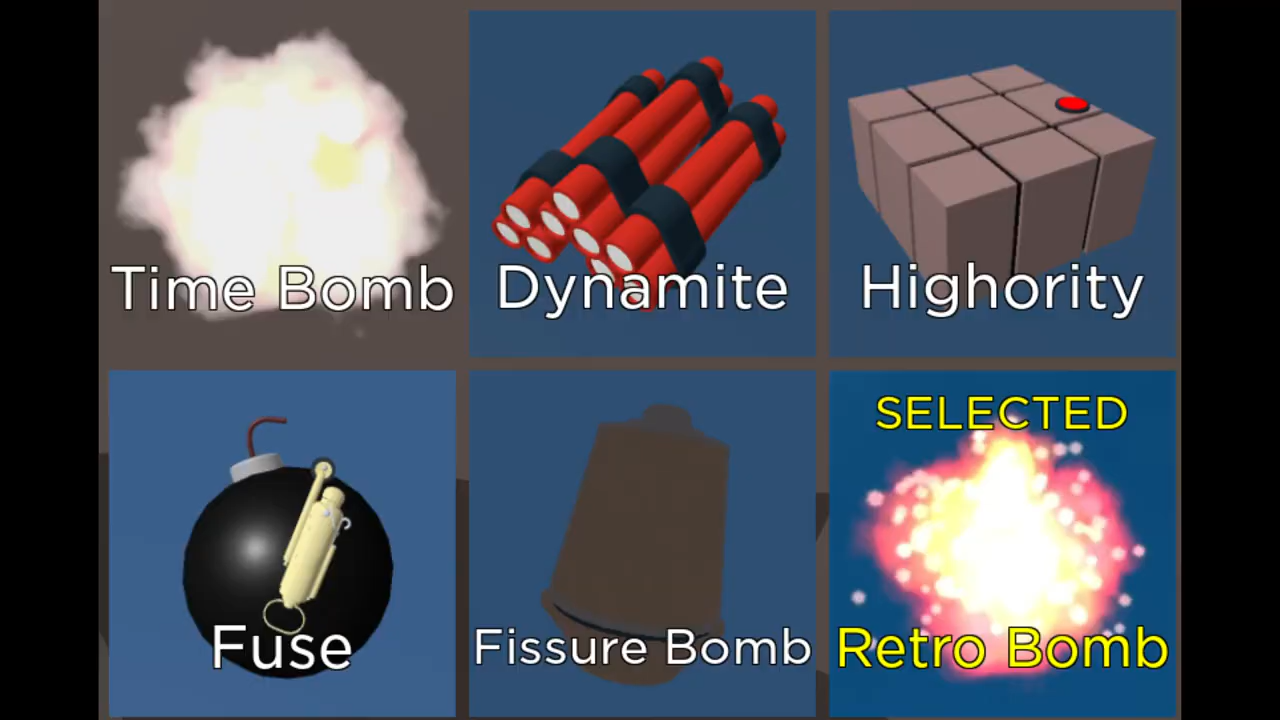 Time Bomb
Dynamite
Highority
SELECTED
Fuse
Fissure Bomb
Retro Bomb